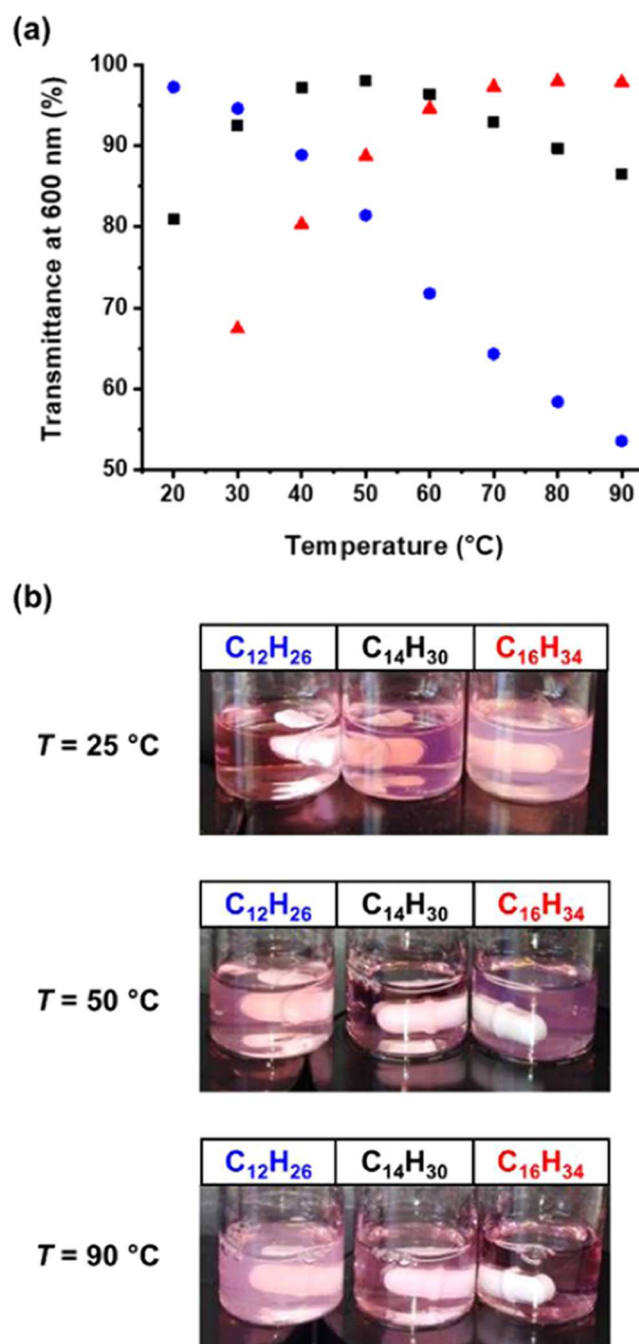 (a)
100
90
80
70
60
50
Transmittance at 600 nm (%)
20 30 40 50 60 70 80 90
Temperature (°C)
(b)
C₁₂H₂₆ C₁₄H₃₀ C₁₆H₃₄
T = 25 °C
C₁₂H₂₆ C₁₄H₃₀ C₁₆H₃₄
T = 50 °C
C₁₂H₂₆ C₁₄H₃₀ C₁₆H₃₄
T = 90 °C